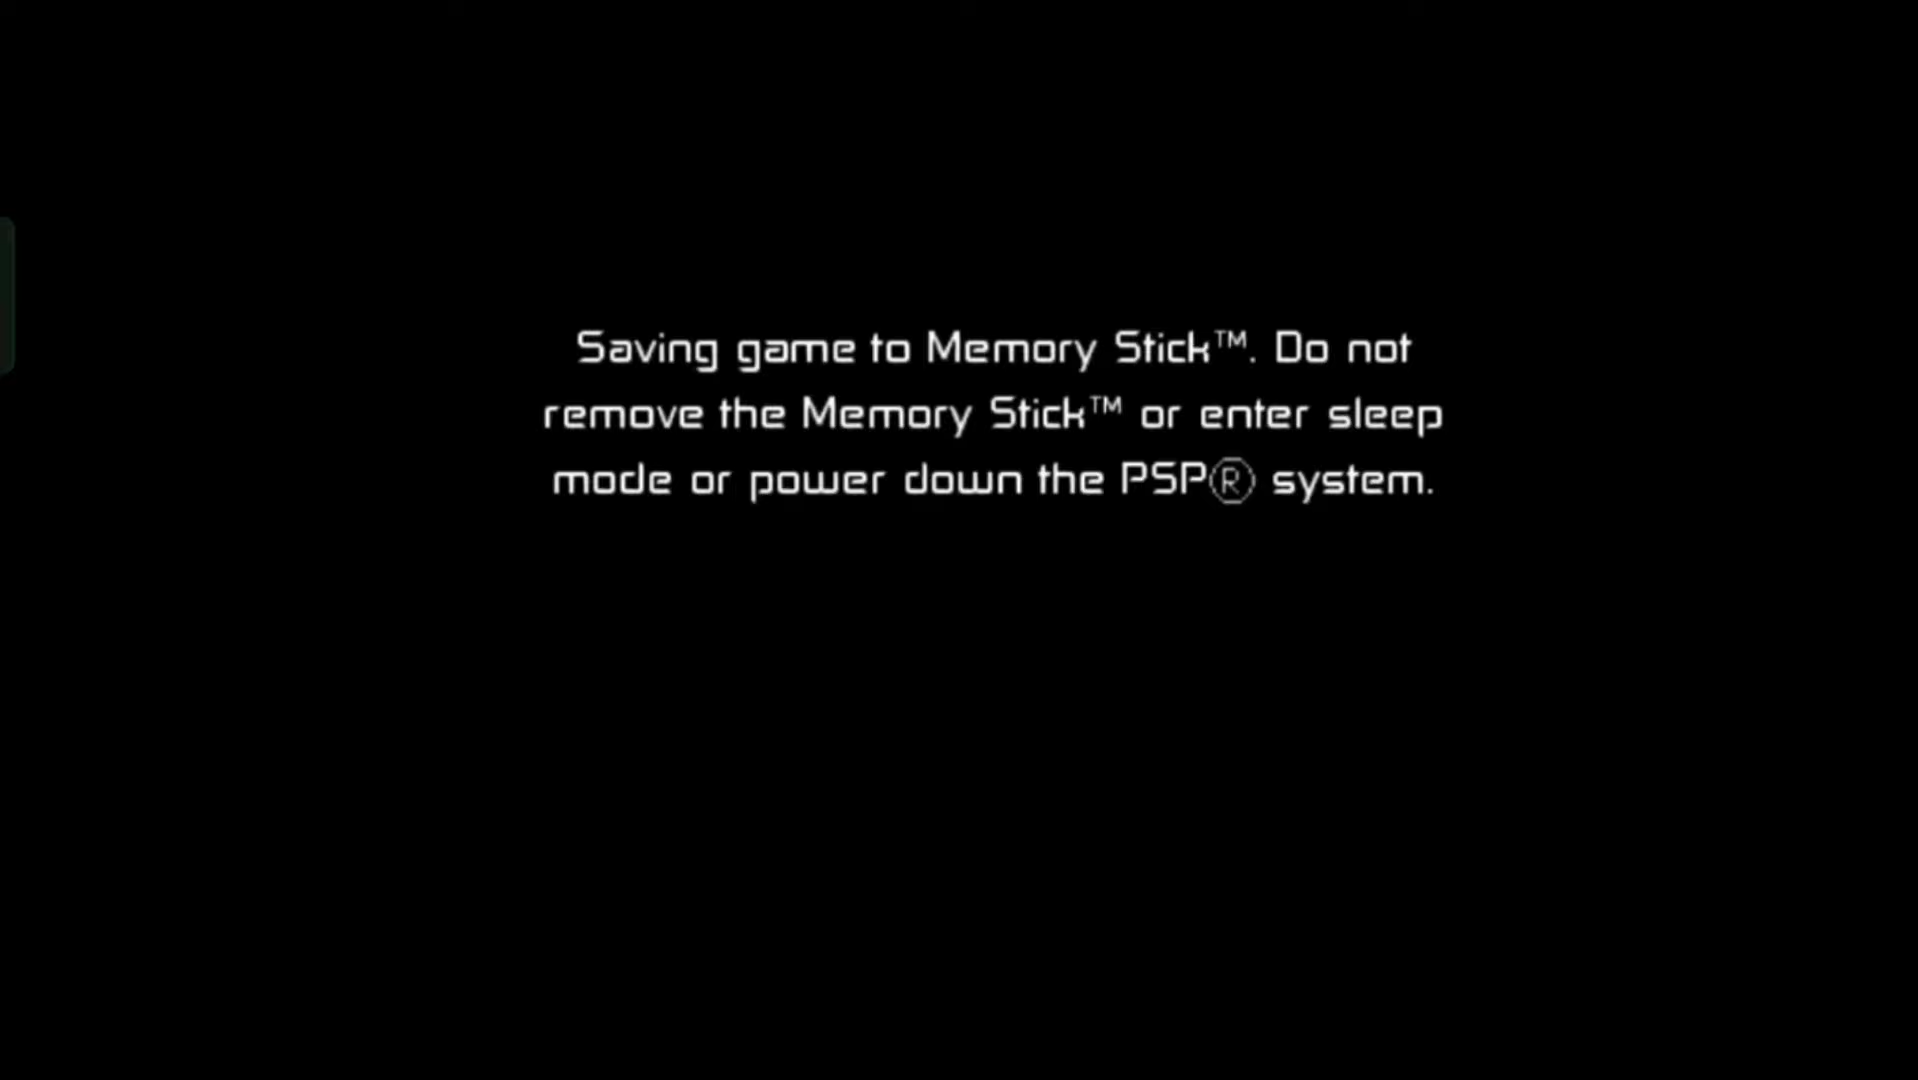 Saving game to Memory Stick™. Do not
remove the Memory Stick™ or enter sleep
mode or power down the PSP® system.